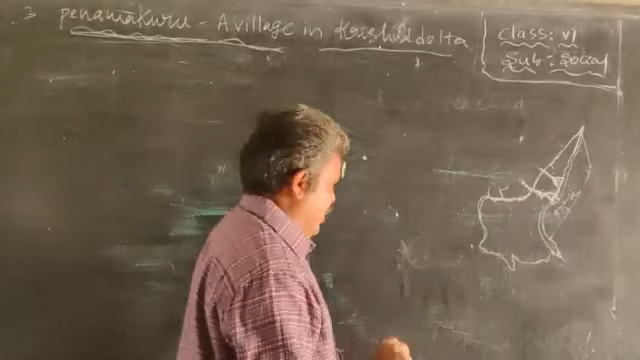 3 penamakuru - A village in Krishna delta
Class: VI
Sub: Social